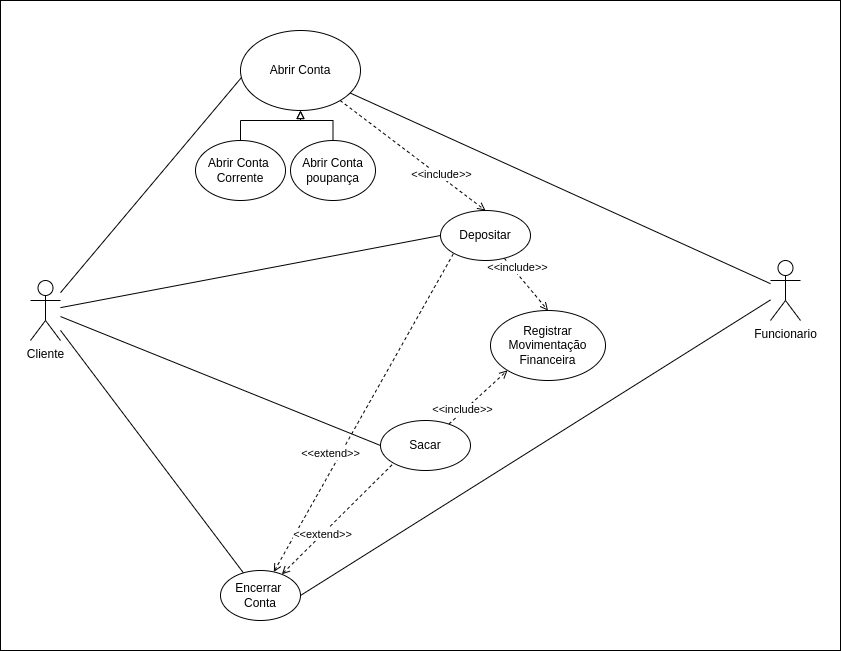 Abrir Conta
Abrir Conta
Corrente
Abrir Conta
poupança
<<include>>
Depositar
<<include>>
Cliente
Funcionario
Registrar
Movimentação
Financeira
<<include>>
Sacar
<<extend>>
<<extend>>
Encerrar
Conta